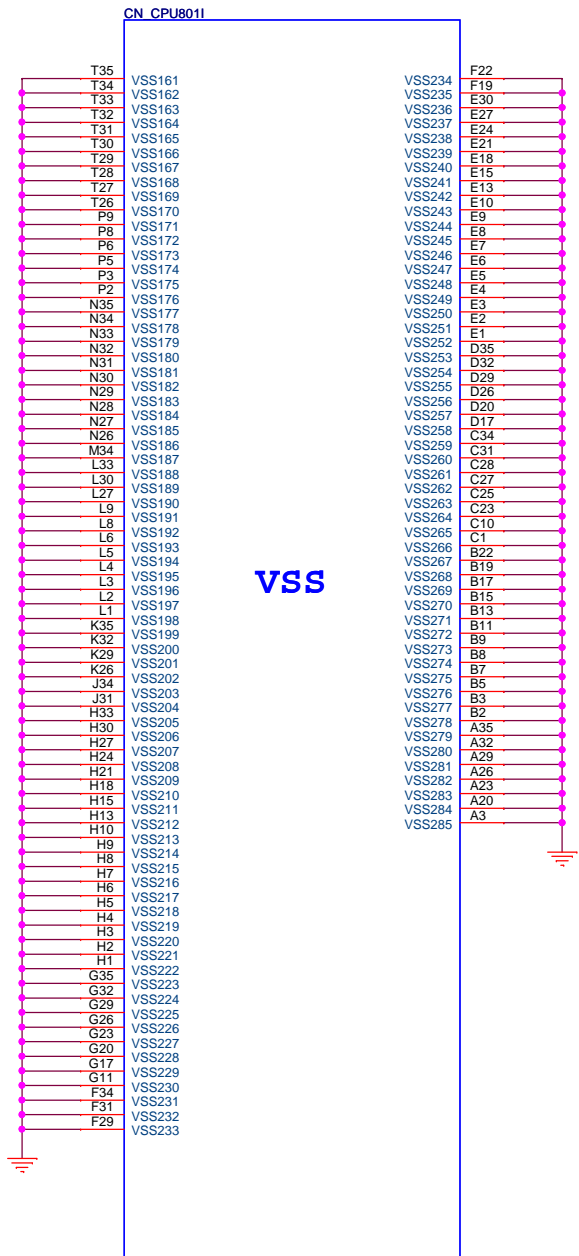 CN_CPU801I
T35 VSS161
T34 VSS162
T33 VSS163
T32 VSS164
T31 VSS165
T30 VSS166
T29 VSS167
T28 VSS168
T27 VSS169
T26 VSS170
P9 VSS171
P8 VSS172
P6 VSS173
P5 VSS174
P3 VSS175
P2 VSS176
N35 VSS177
N34 VSS178
N33 VSS179
N32 VSS180
N31 VSS181
N30 VSS182
N29 VSS183
N28 VSS184
N27 VSS185
N26 VSS186
M34 VSS187
L33 VSS188
L30 VSS189
L27 VSS190
L9 VSS191
L8 VSS192
L6 VSS193
L5 VSS194
L4 VSS195
L3 VSS196
L2 VSS197
L1 VSS198
K35 VSS199
K32 VSS200
K29 VSS201
K26 VSS202
J34 VSS203
J31 VSS204
H33 VSS205
H30 VSS206
H27 VSS207
H24 VSS208
H21 VSS209
H18 VSS210
H15 VSS211
H13 VSS212
H10 VSS213
H9 VSS214
H8 VSS215
H7 VSS216
H6 VSS217
H5 VSS218
H4 VSS219
H3 VSS220
H2 VSS221
H1 VSS222
G35 VSS223
G32 VSS224
G29 VSS225
G26 VSS226
G23 VSS227
G20 VSS228
G17 VSS229
G11 VSS230
F34 VSS231
F31 VSS232
F29 VSS233
VSS
VSS234 F22
VSS235 F19
VSS236 E30
VSS237 E27
VSS238 E24
VSS239 E21
VSS240 E18
VSS241 E15
VSS242 E13
VSS243 E10
VSS244 E9
VSS245 E8
VSS246 E7
VSS247 E6
VSS248 E5
VSS249 E4
VSS250 E3
VSS251 E2
VSS252 E1
VSS253 D35
VSS254 D32
VSS255 D29
VSS256 D26
VSS257 D20
VSS258 D17
VSS259 C34
VSS260 C31
VSS261 C28
VSS262 C27
VSS263 C25
VSS264 C23
VSS265 C10
VSS266 C1
VSS267 B22
VSS268 B19
VSS269 B17
VSS270 B15
VSS271 B13
VSS272 B11
VSS273 B9
VSS274 B8
VSS275 B7
VSS276 B5
VSS277 B3
VSS278 B2
VSS279 A35
VSS280 A32
VSS281 A29
VSS282 A26
VSS283 A23
VSS284 A20
VSS285 A3